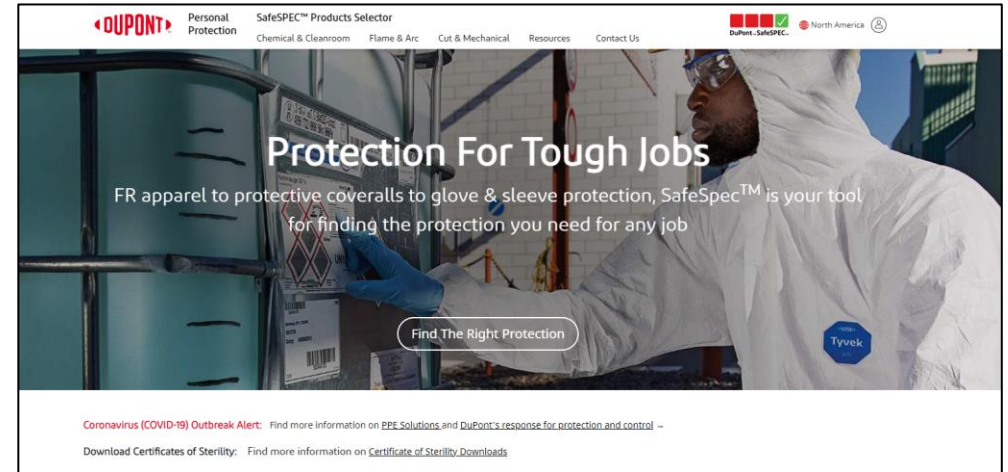 DUPONT
Personal
Protection
SafeSPEC™ Products Selector
Chemical & Cleanroom Flame & Arc Cut & Mechanical Resources Contact Us
DuPont™ SafeSPEC™
North America
Protection For Tough Jobs
FR apparel to protective coveralls to glove & sleeve protection, SafeSpec™ is your tool
for finding the protection you need for any job
Find The Right Protection
Tyvek
Coronavirus (COVID-19) Outbreak Alert: Find more information on PPE Solutions and DuPont's response for protection and control →
Download Certificates of Sterility: Find more information on Certificate of Sterility Downloads